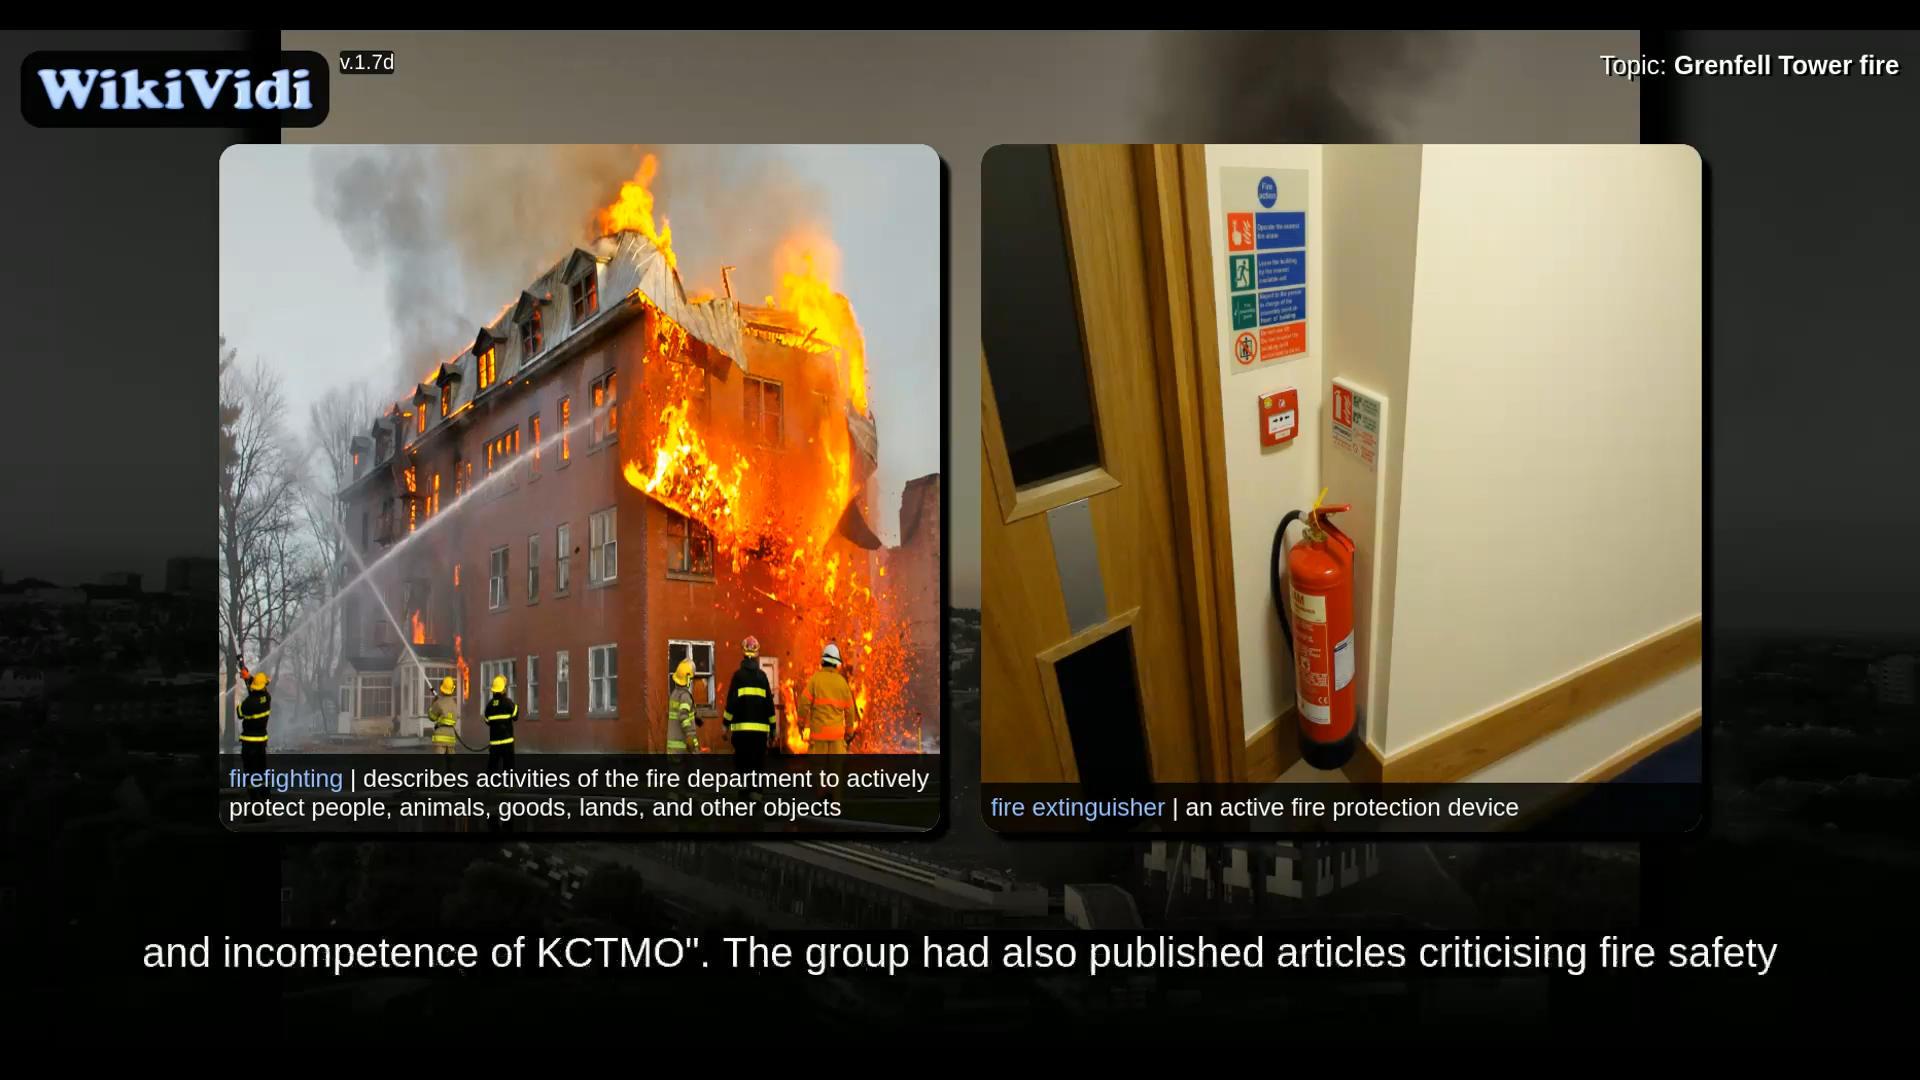 WikiVidi
v.1.7d
Topic: Grenfell Tower fire
Fire
action
firefighting | describes activities of the fire department to actively
protect people, animals, goods, lands, and other objects
fire extinguisher | an active fire protection device
and incompetence of KCTMO". The group had also published articles criticising fire safety